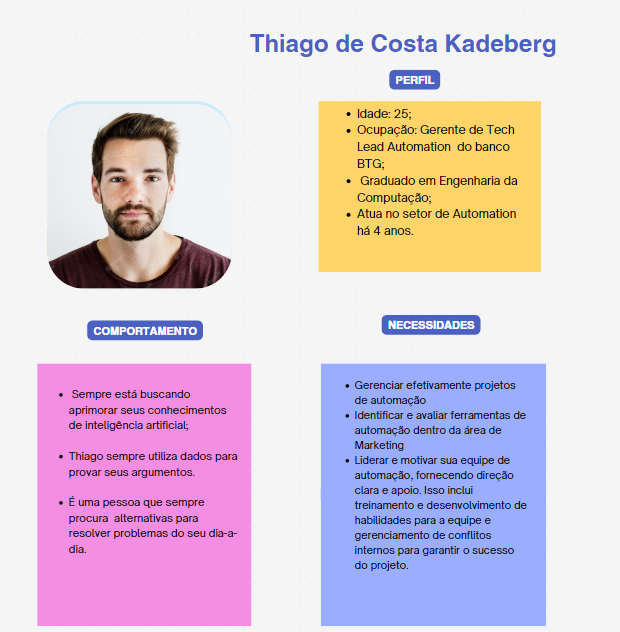 Thiago de Costa Kadeberg
PERFIL
• Idade: 25;
• Ocupação: Gerente de Tech
Lead Automation do banco
BTG;
• Graduado em Engenharia da
Computação;
• Atua no setor de Automation
há 4 anos.
COMPORTAMENTO
• Sempre está buscando
aprimorar seus conhecimentos
de inteligência artificial;
• Thiago sempre utiliza dados para
provar seus argumentos.
• É uma pessoa que sempre
procura alternativas para
resolver problemas do seu dia-a-
dia.
NECESSIDADES
• Gerenciar efetivamente projetos
de automação
• Identificar e avaliar ferramentas de
automação dentro da área de
Marketing
• Liderar e motivar sua equipe de
automação, fornecendo direção
clara e apoio. Isso inclui
treinamento e desenvolvimento de
habilidades para a equipe e
gerenciamento de conflitos
internos para garantir o sucesso
do projeto.